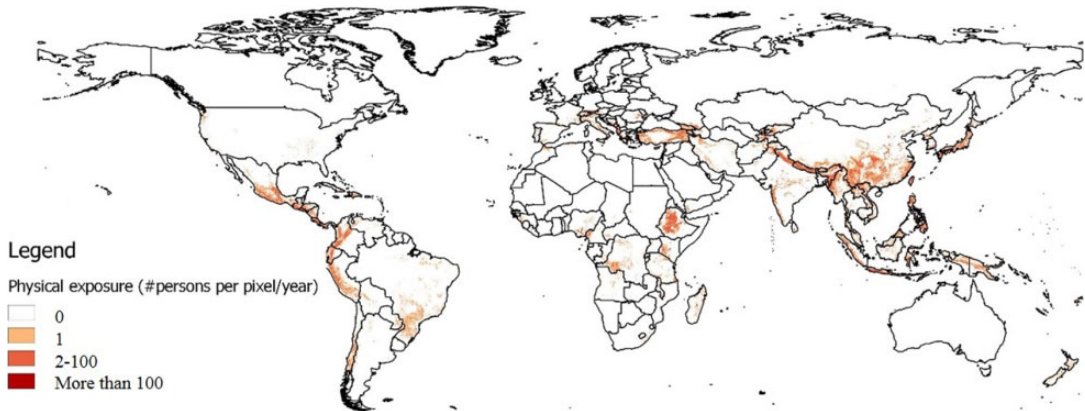 Legend
Physical exposure (#persons per pixel/year)
0
1
2-100
More than 100